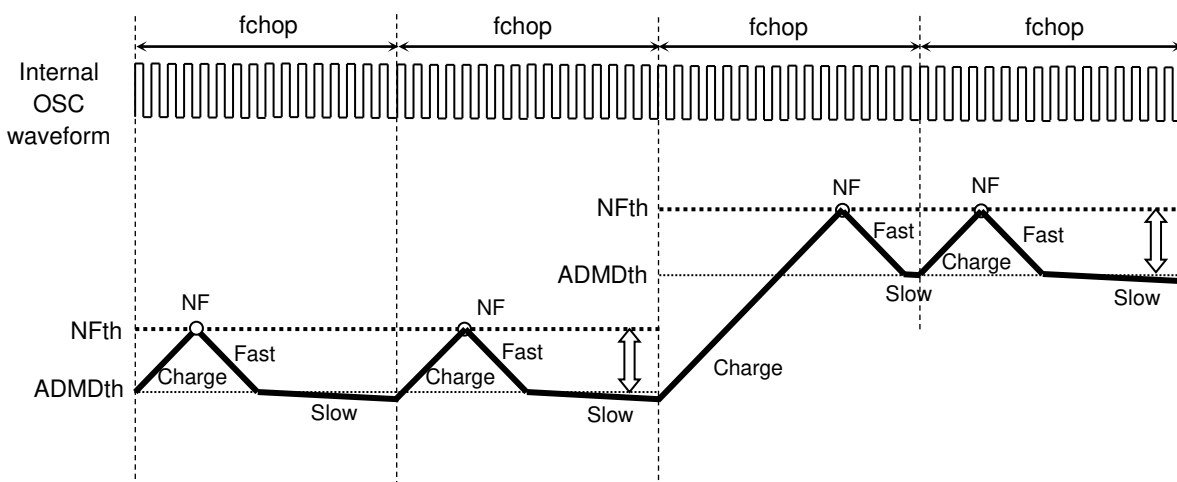 fchop
fchop
fchop
fchop
Internal
OSC
waveform
NF
NF
NFth
Fast
Fast
ADMDth
Charge
Slow
Slow
NF
NF
NFth
Fast
Fast
Charge
Charge
Charge
ADMDth
Slow
Slow